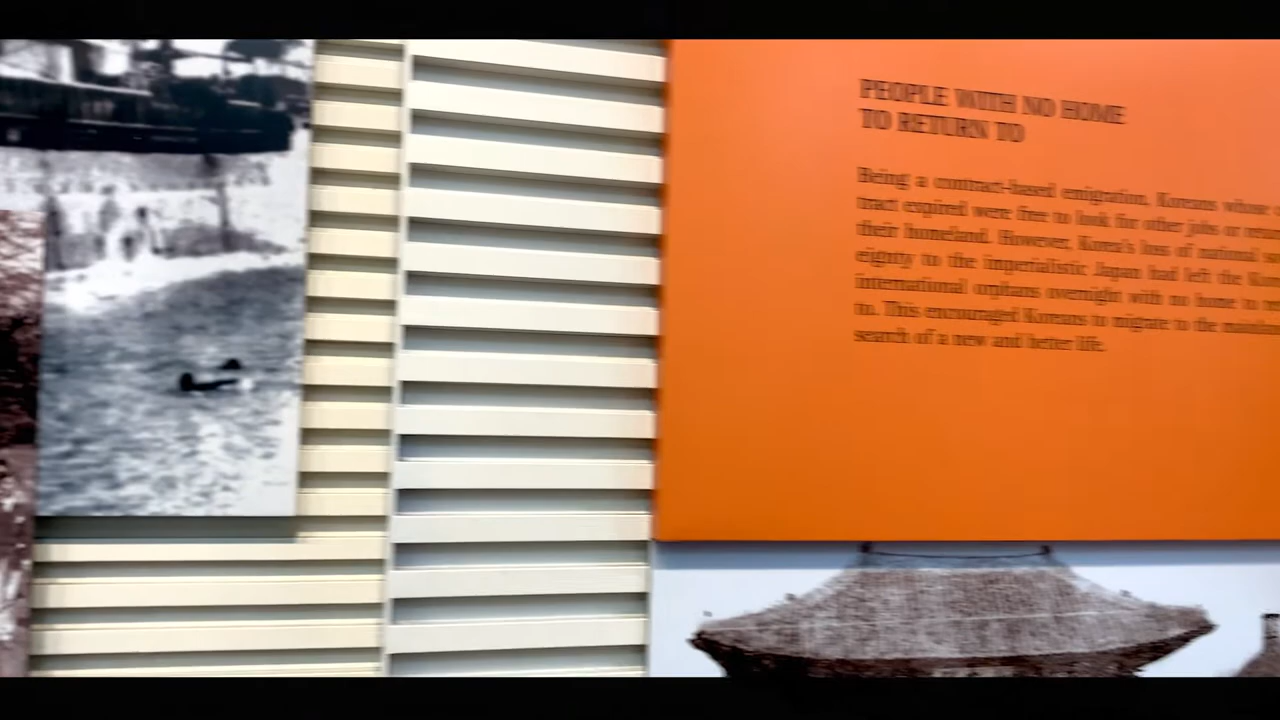 PEOPLE WITH NO HOME
TO RETURN TO
Being a contract-based emigration, Koreans whose
tract expired were free to look for other jobs or
their homeland. However, Korea's loss of national
eignty to the imperialistic Japan had left the
international orphans overnight with no home to
to. This encouraged Koreans to migrate to the
search of a new and better life.